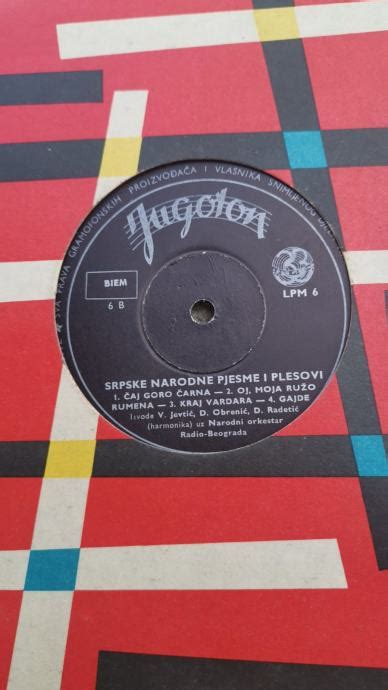 SVA PRAVA GRAMOFONSKIH PROIZVOĐAČA I VLASNIKA SNIMLJENOG
Jugoton
BIEM
6 B
LPM 6
SRPSKE NARODNE PJESME I PLESOVI
1. ČAJ GORO ČARNA — 2. OJ, MOJA RUŽO
RUMENA — 3. KRAJ VARDARA — 4. GAJDE
Izvode V. Jevtić, D. Obrenić, D. Radetić
(harmonika) uz Narodni orkestar
Radio-Beograda